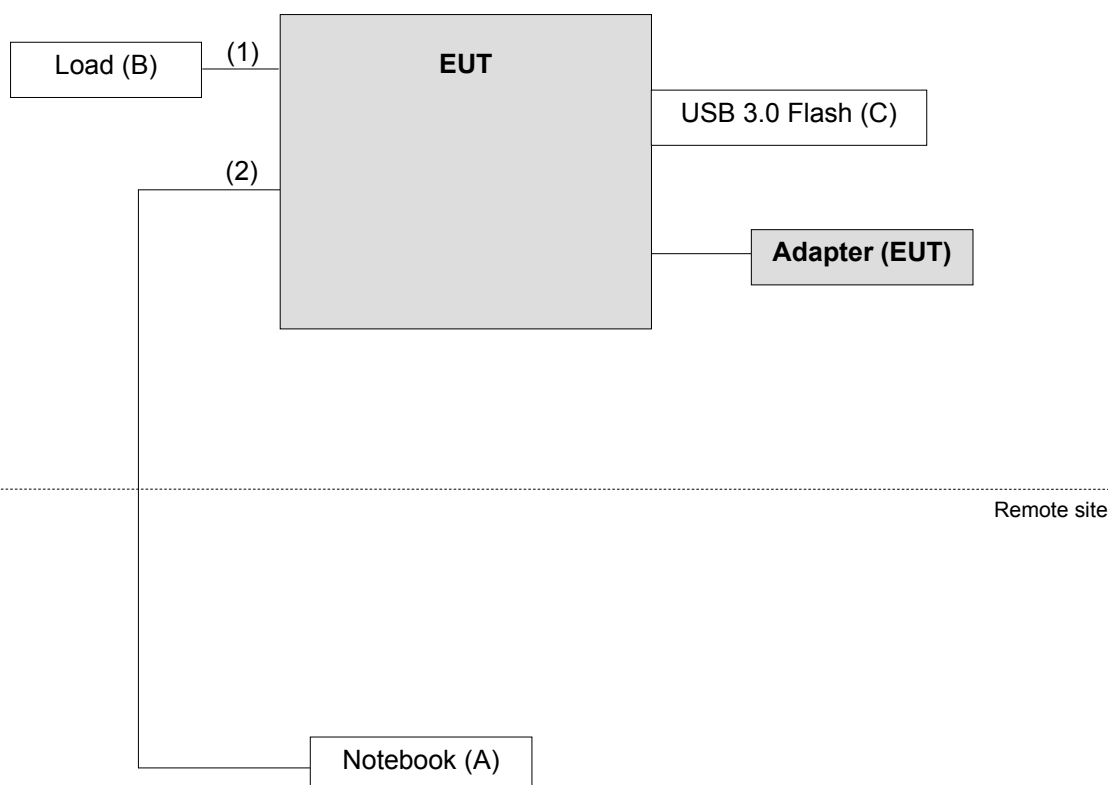 (1)
Load (B)
EUT
USB 3.0 Flash (C)
(2)
Adapter (EUT)
Remote site
Notebook (A)